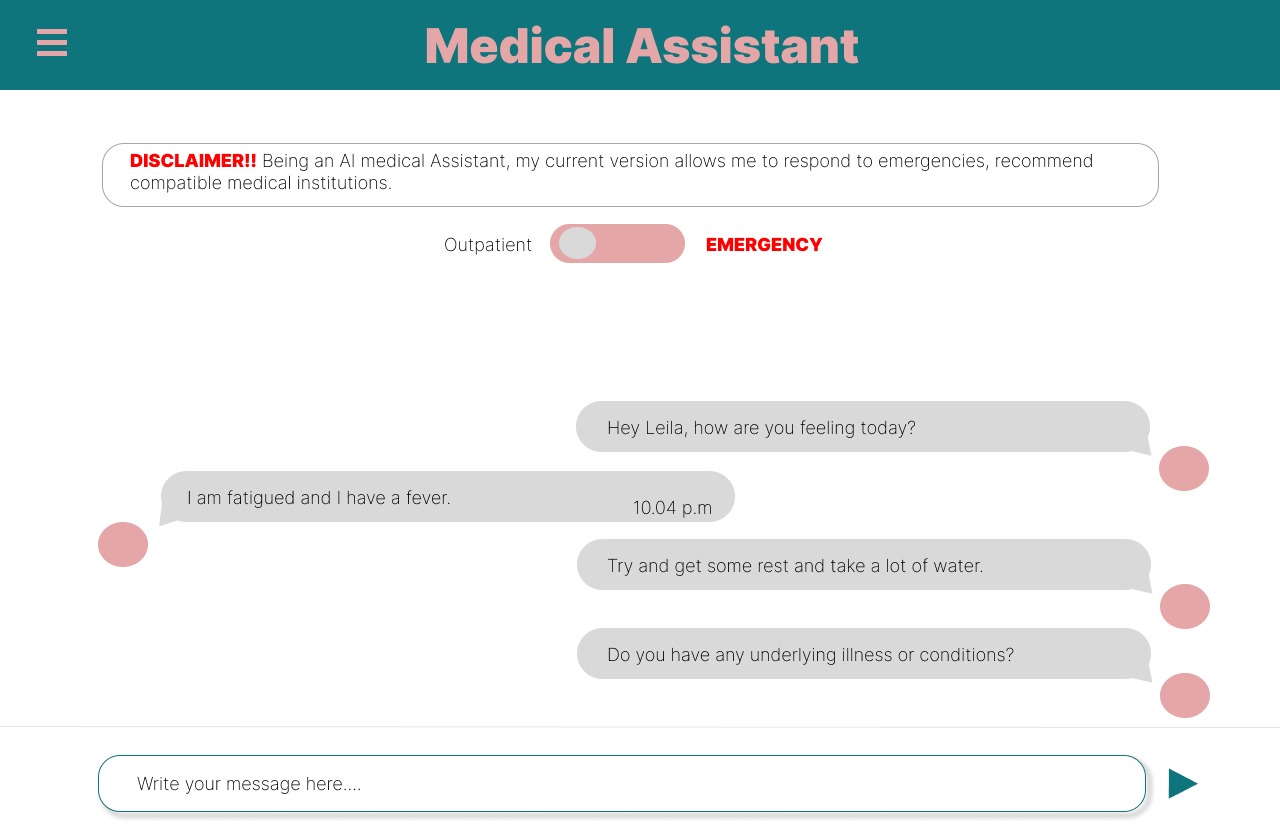 Medical Assistant
DISCLAIMER!! Being an AI medical Assistant, my current version allows me to respond to emergencies, recommend
compatible medical institutions.
Outpatient EMERGENCY
Hey Leila, how are you feeling today?
I am fatigued and I have a fever.
10.04 p.m
Try and get some rest and take a lot of water.
Do you have any underlying illness or conditions?
Write your message here....